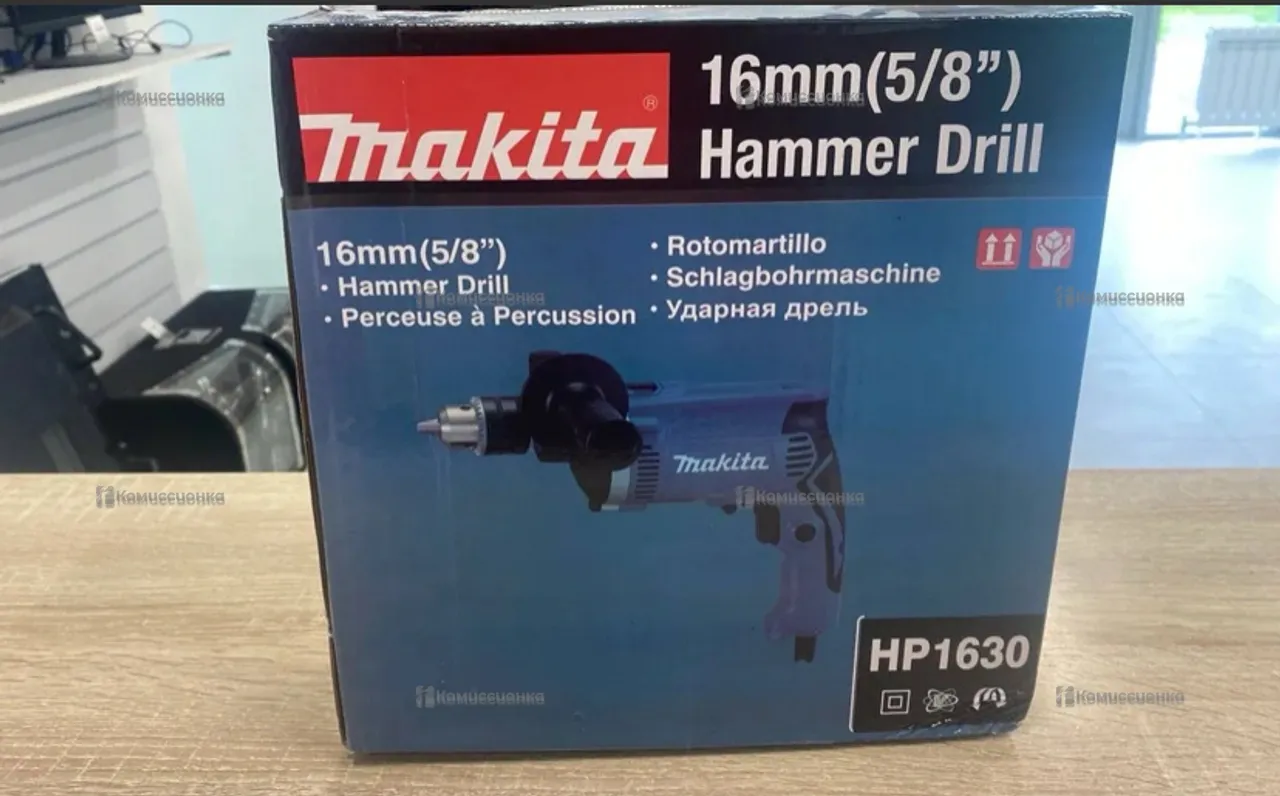 makita®
16mm(5/8”)
Hammer Drill
16mm(5/8”)
• Hammer Drill
• Perceuse à Percussion
• Rotomartillo
• Schlagbohrmaschine
• Ударная дрель
makita
HP1630
Комиссионка
Комиссионка
Комиссионка
Комиссионка
Комиссионка
Комиссионка
Комиссионка
Комиссионка